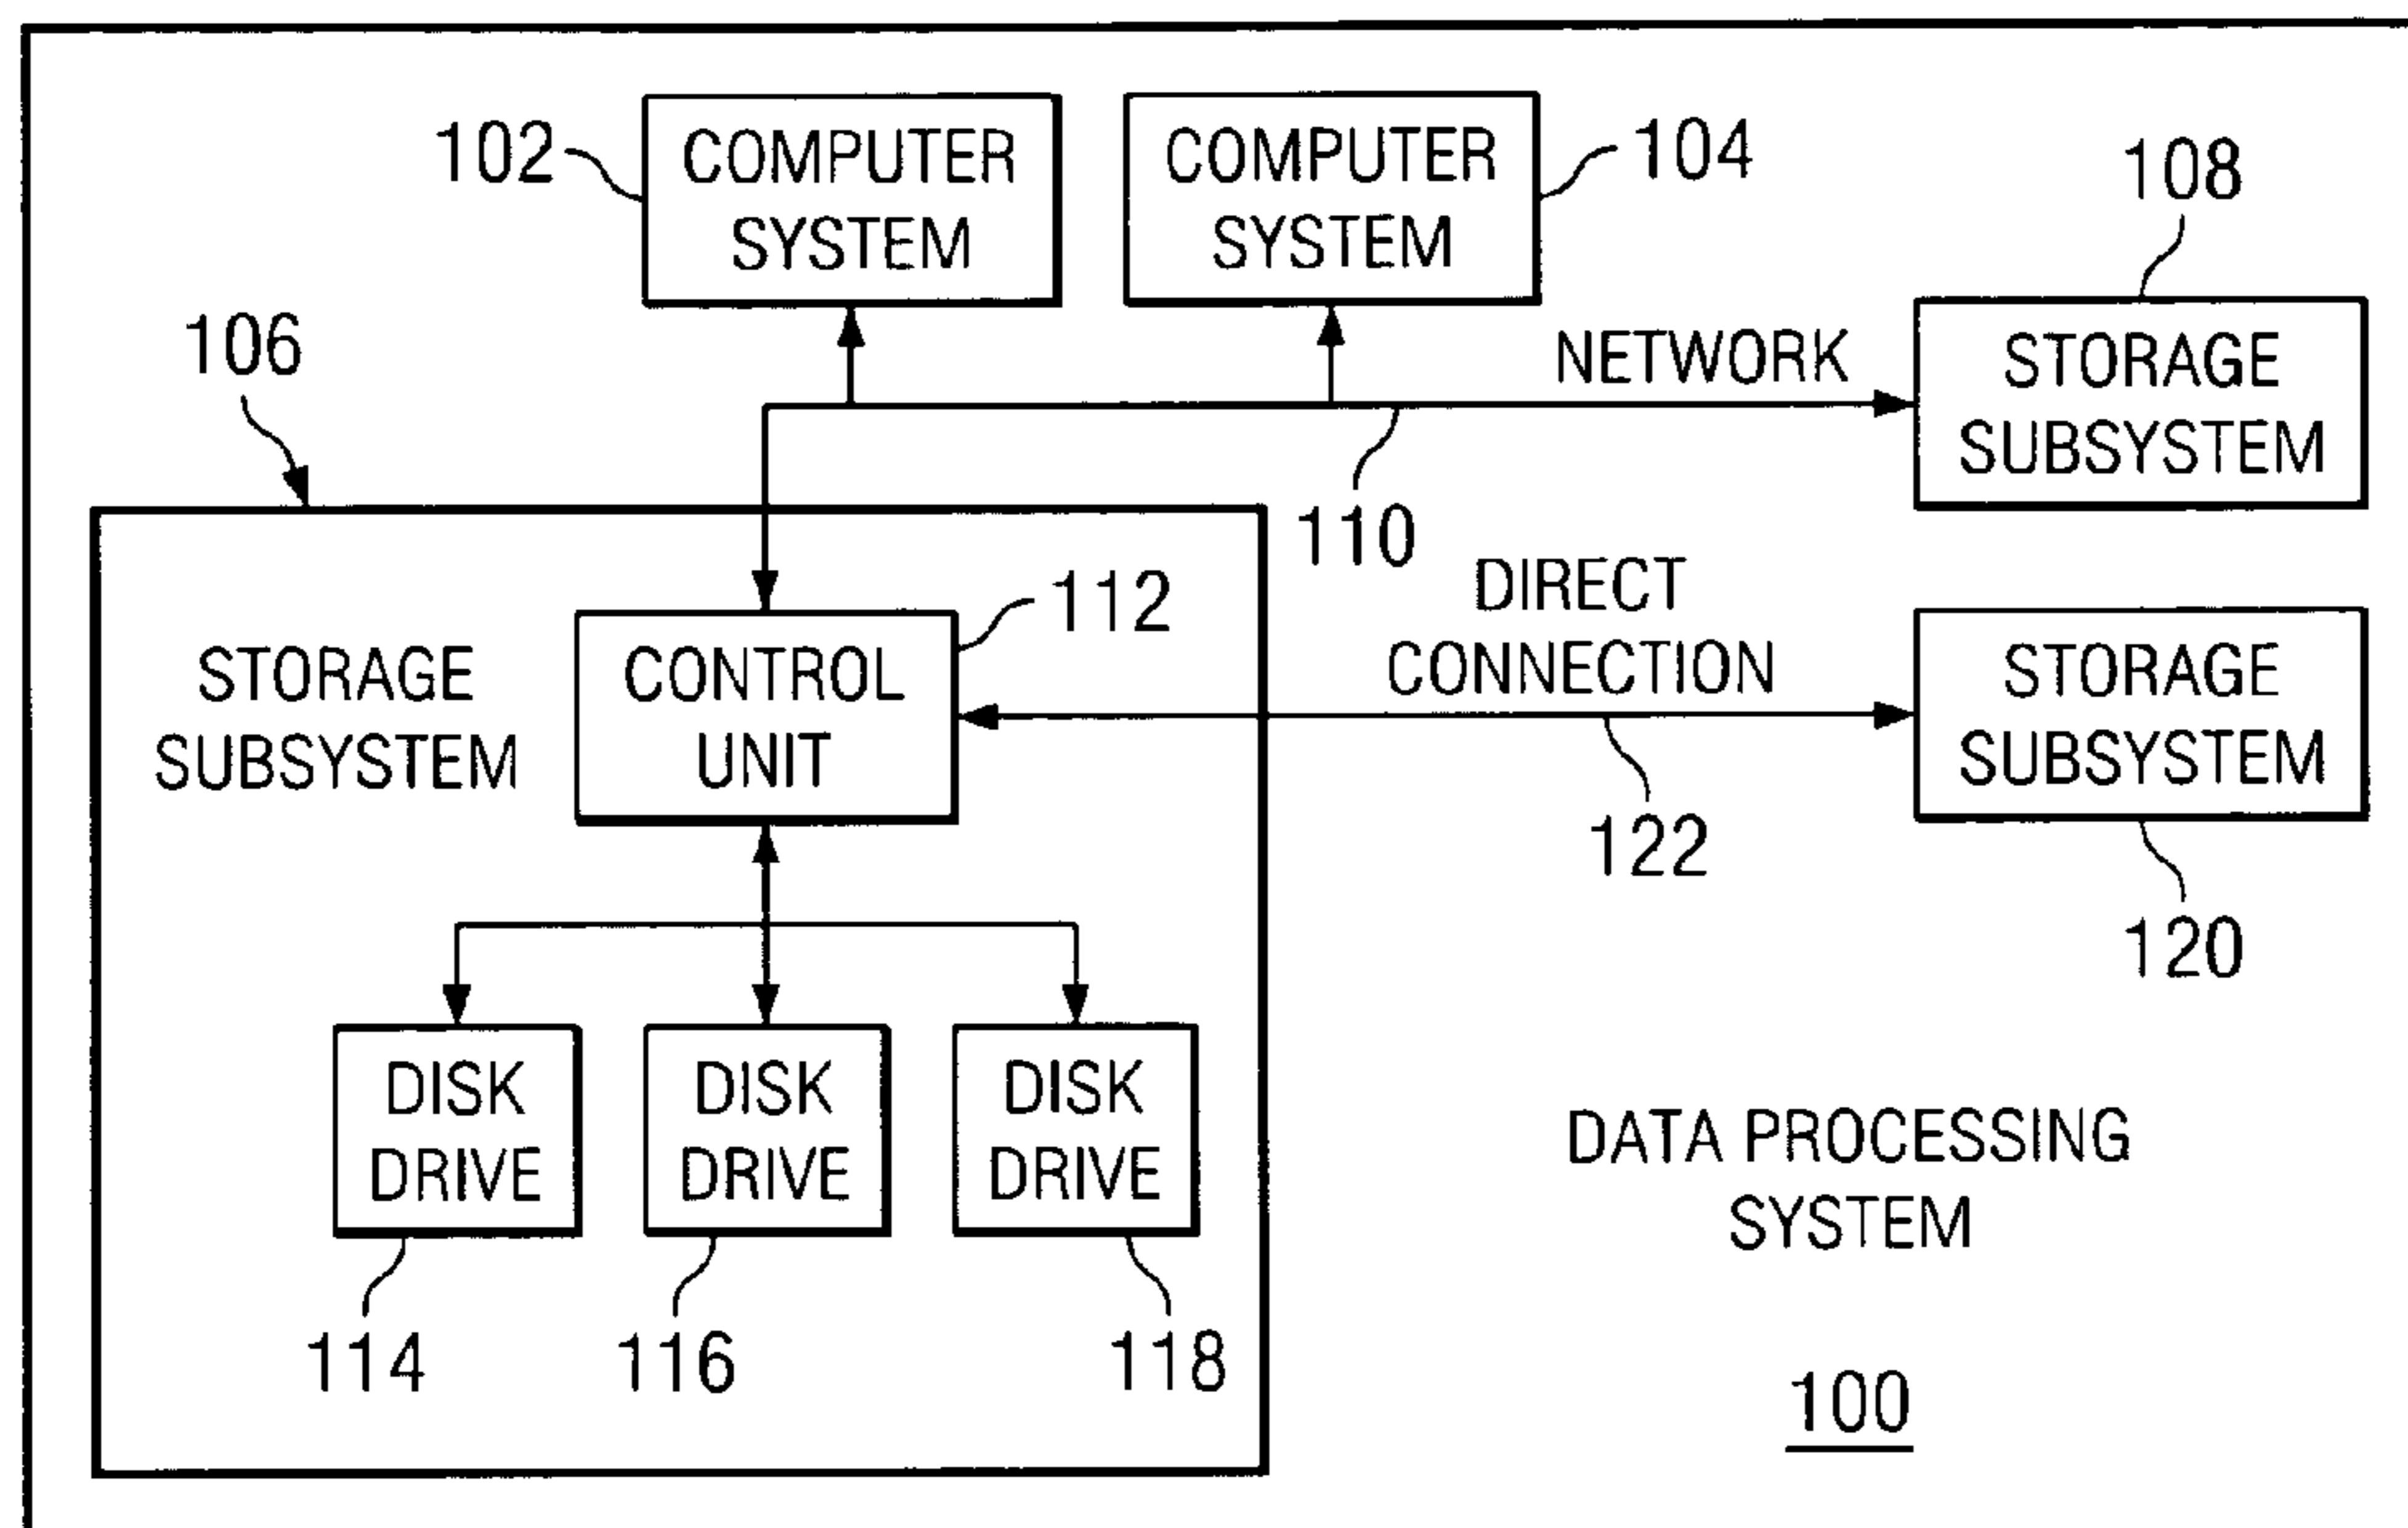 102
COMPUTER
SYSTEM
COMPUTER
SYSTEM
104
108
106
NETWORK
STORAGE
SUBSYSTEM
110
STORAGE
SUBSYSTEM
CONTROL
UNIT
112
DIRECT
CONNECTION
STORAGE
SUBSYSTEM
122
120
DISK
DRIVE
DISK
DRIVE
DISK
DRIVE
114
116
118
DATA PROCESSING
SYSTEM
100